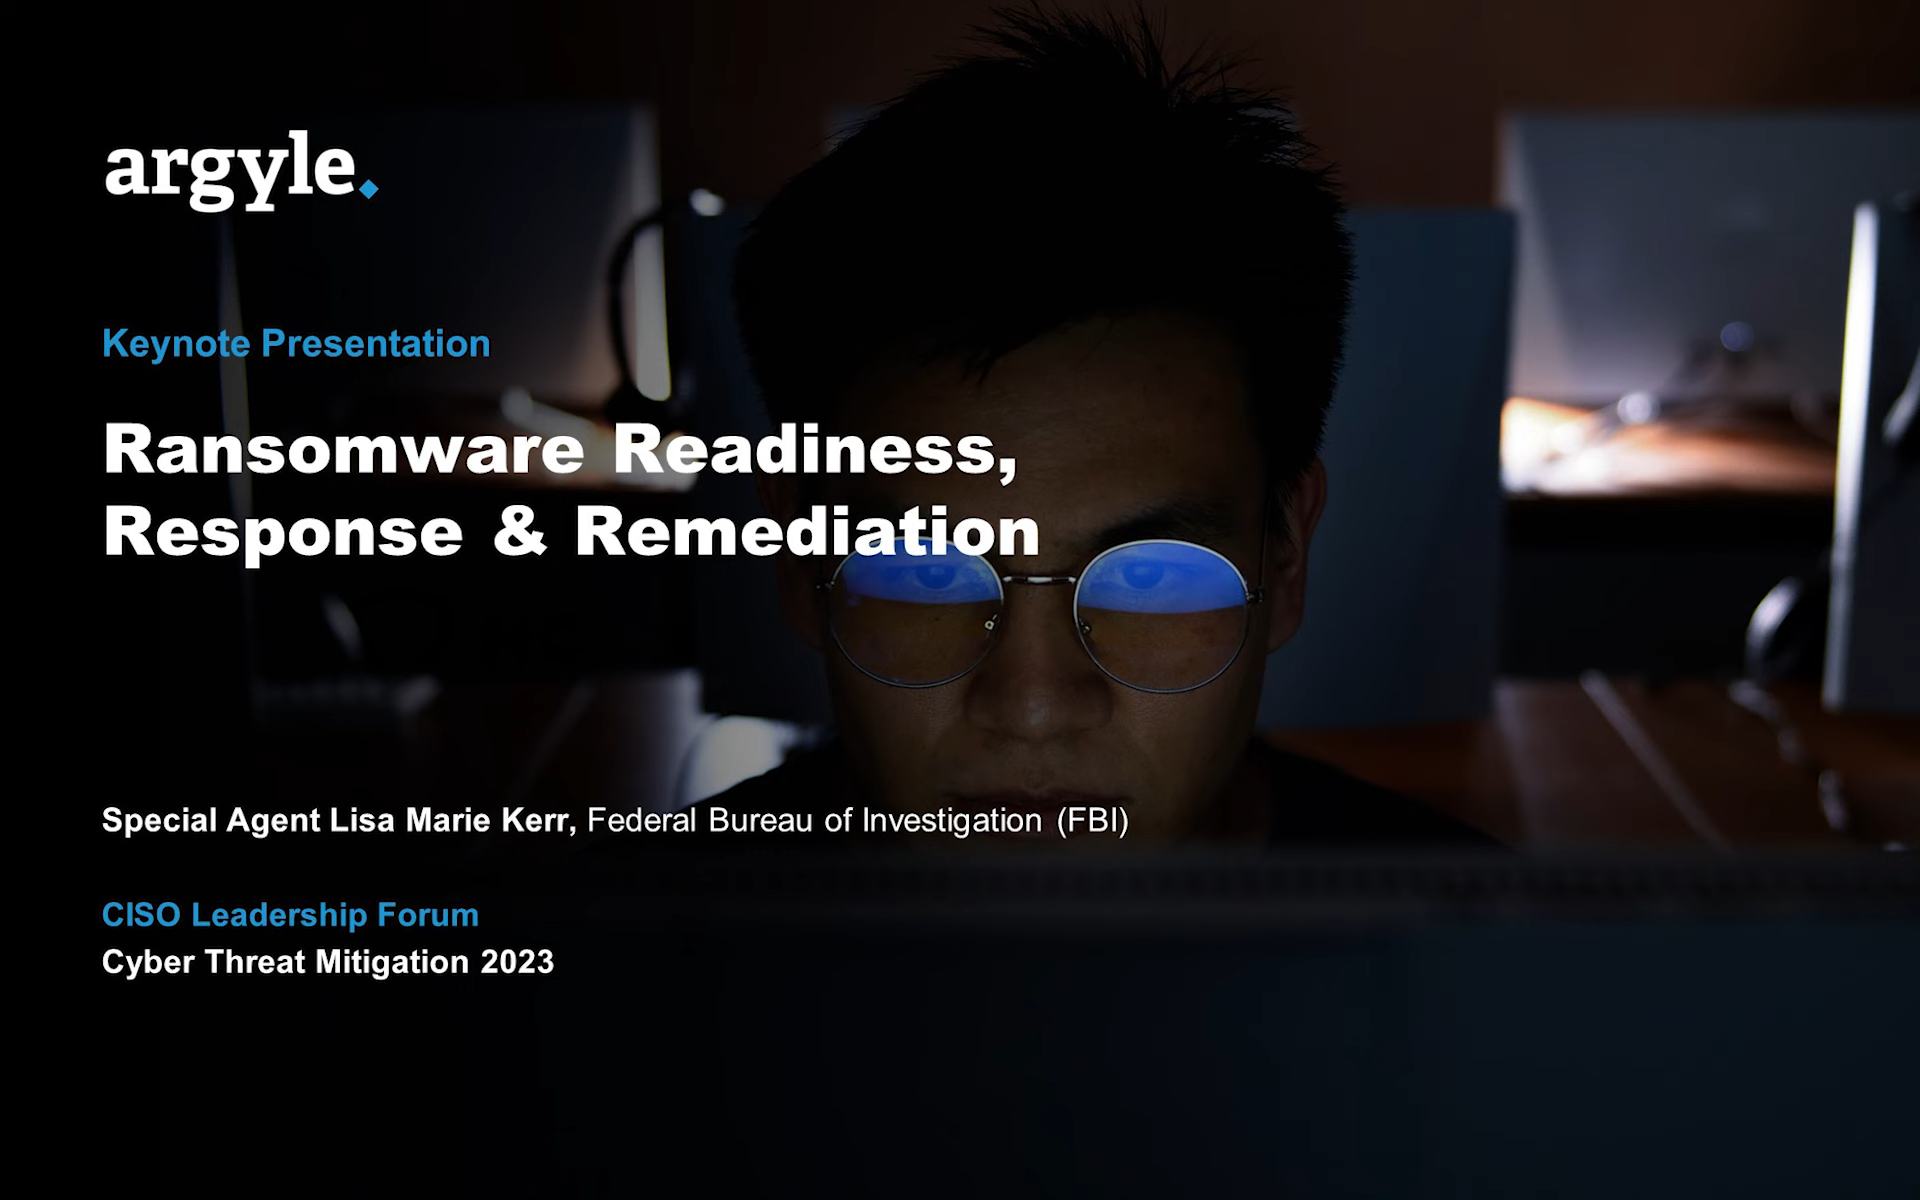 argyle.
Keynote Presentation
Ransomware Readiness,
Response & Remediation
Special Agent Lisa Marie Kerr, Federal Bureau of Investigation (FBI)
CISO Leadership Forum
Cyber Threat Mitigation 2023